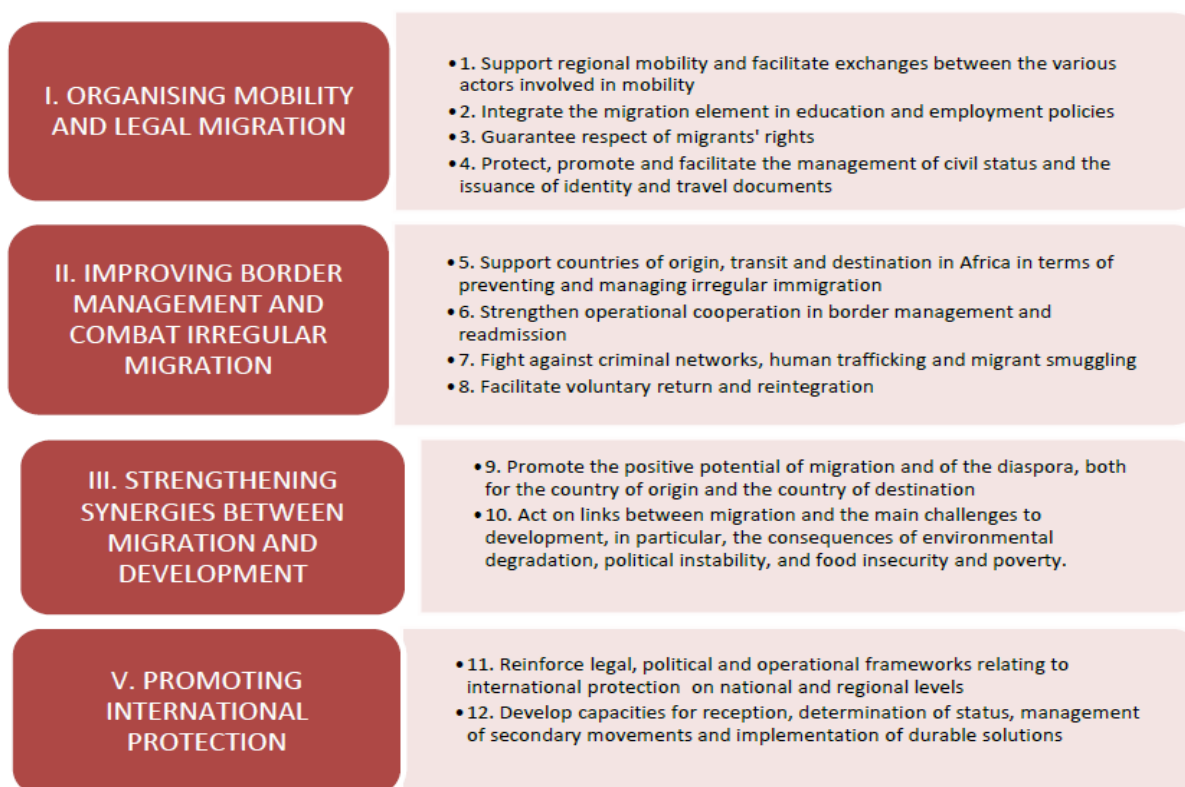 I. ORGANISING MOBILITY
AND LEGAL MIGRATION
• 1. Support regional mobility and facilitate exchanges between the various
actors involved in mobility
• 2. Integrate the migration element in education and employment policies
• 3. Guarantee respect of migrants' rights
• 4. Protect, promote and facilitate the management of civil status and the
issuance of identity and travel documents
II. IMPROVING BORDER
MANAGEMENT AND
COMBAT IRREGULAR
MIGRATION
• 5. Support countries of origin, transit and destination in Africa in terms of
preventing and managing irregular immigration
• 6. Strengthen operational cooperation in border management and
readmission
• 7. Fight against criminal networks, human trafficking and migrant smuggling
• 8. Facilitate voluntary return and reintegration
III. STRENGTHENING
SYNERGIES BETWEEN
MIGRATION AND
DEVELOPMENT
• 9. Promote the positive potential of migration and of the diaspora, both
for the country of origin and the country of destination
• 10. Act on links between migration and the main challenges to
development, in particular, the consequences of environmental
degradation, political instability, and food insecurity and poverty.
V. PROMOTING
INTERNATIONAL
PROTECTION
• 11. Reinforce legal, political and operational frameworks relating to
international protection on national and regional levels
• 12. Develop capacities for reception, determination of status, management
of secondary movements and implementation of durable solutions